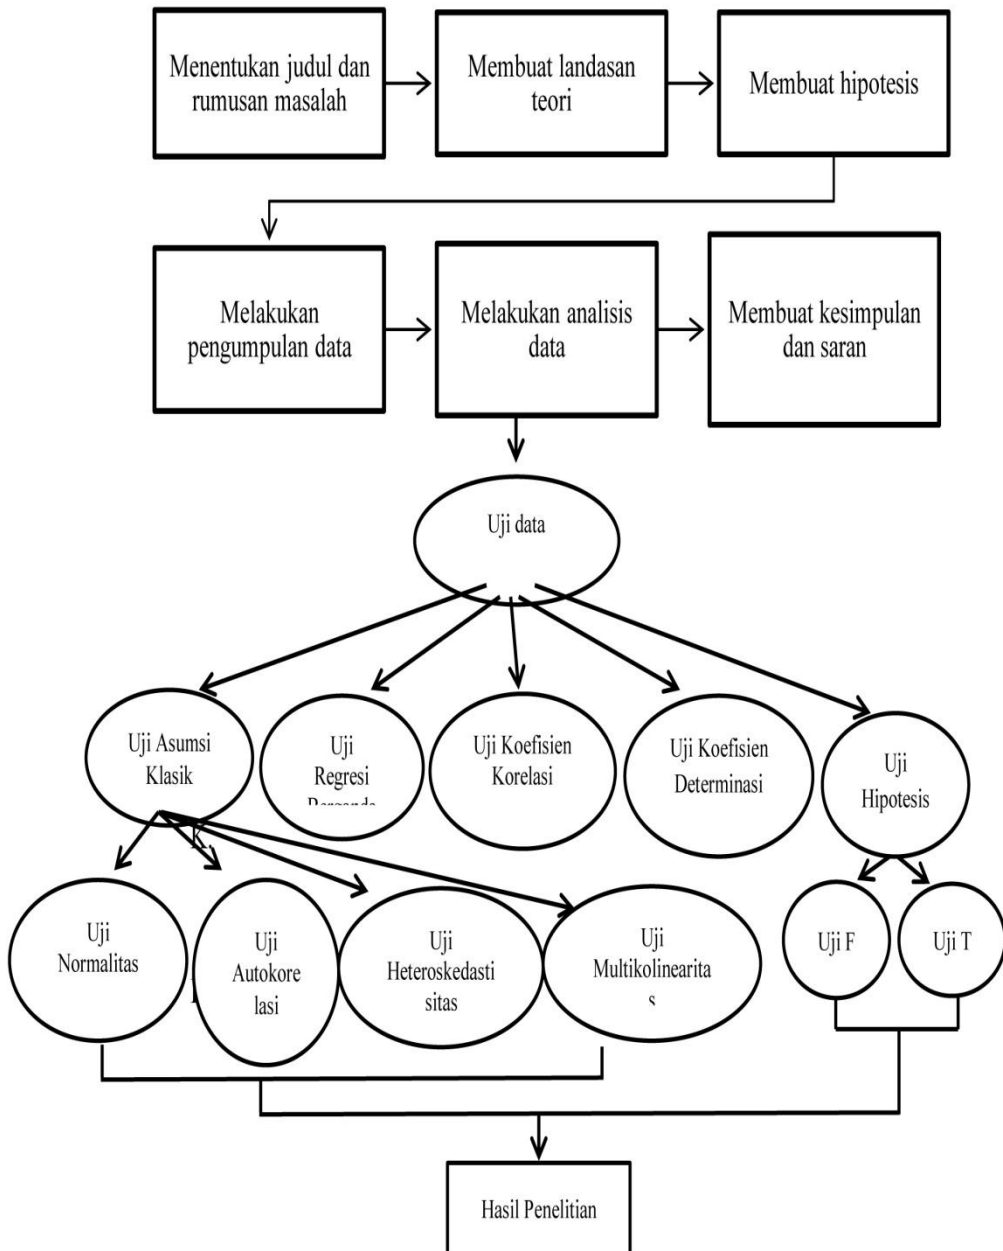 Menentukan judul dan
rumusan masalah
Membuat landasan
teori
Membuat hipotesis
Melakukan
pengumpulan data
Melakukan analisis
data
Membuat kesimpulan
dan saran
Uji data
Uji Asumsi
Klasik
Uji
Regresi
Uji Koefisien
Korelasi
Uji Koefisien
Determinasi
Uji
Hipotesis
K
Uji
Normalitas
Uji
Autokore
lasi
Uji
Heteroskedasti
sitas
Uji
Multikolinearita
s
Uji F
Uji T
Hasil Penelitian